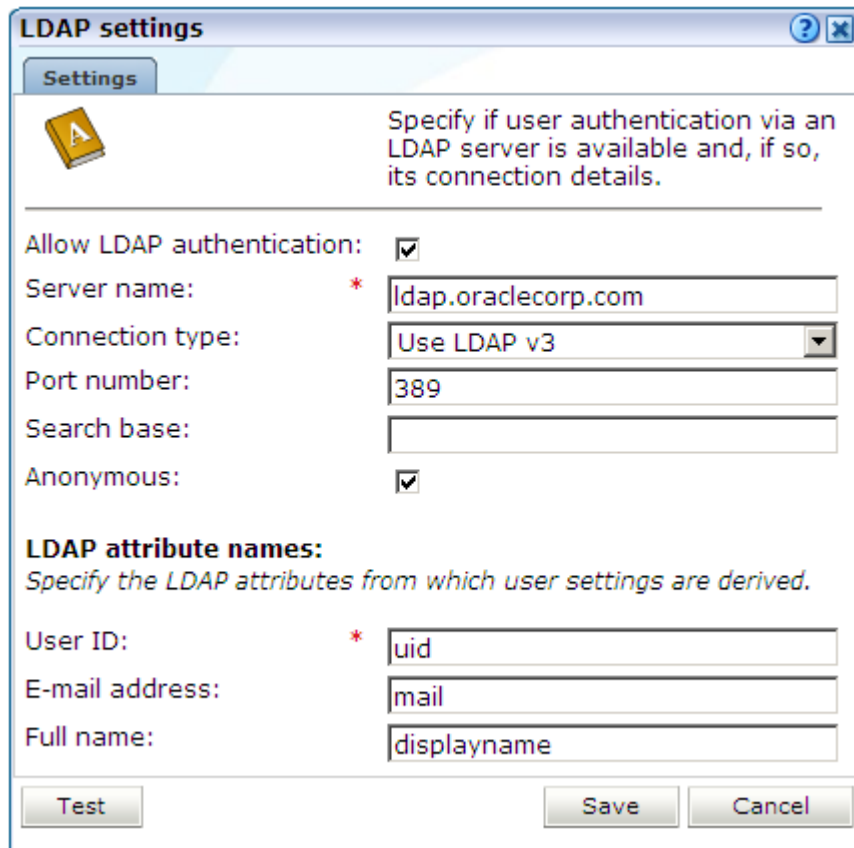 LDAP settings
?
Settings
A
Specify if user authentication via an
LDAP server is available and, if so,
its connection details.
Allow LDAP authentication:
Server name: * ldap.oraclecorp.com
Connection type: Use LDAP v3
Port number: 389
Search base:
Anonymous:
LDAP attribute names:
Specify the LDAP attributes from which user settings are derived.
User ID: * uid
E-mail address: mail
Full name: displayname
Test Save Cancel